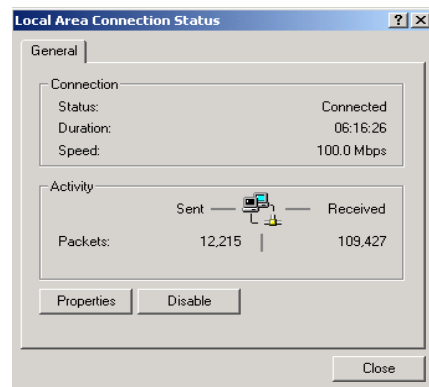 Local Area Connection Status
General
Connection
Status: Connected
Duration: 06:16:26
Speed: 100.0 Mbps
Activity
Sent Received
Packets: 12,215 109,427
Properties Disable
Close